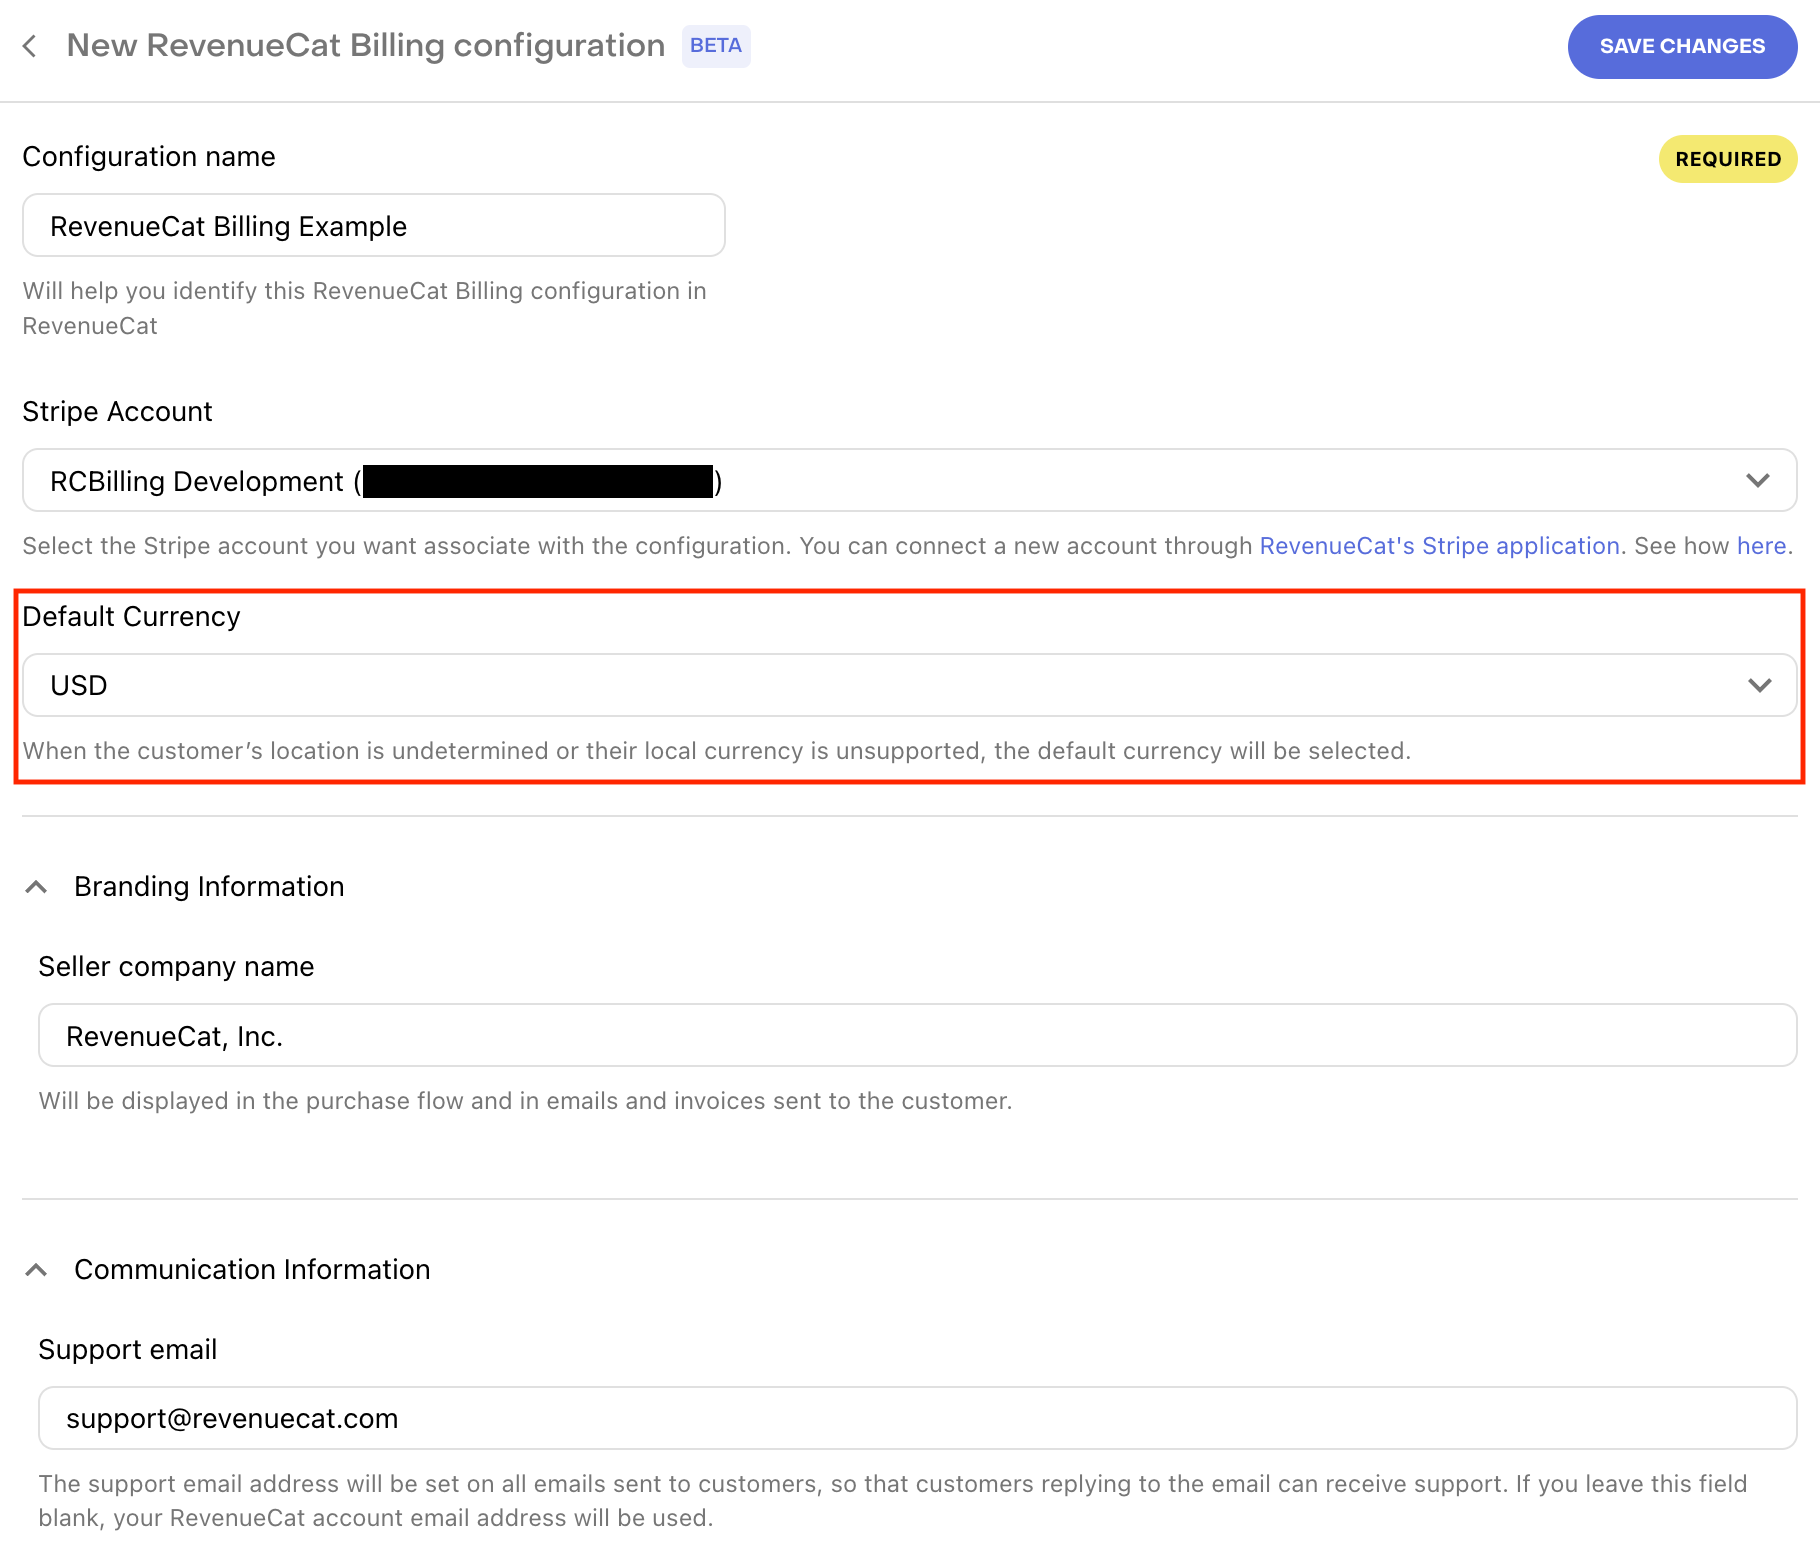 New RevenueCat Billing configuration BETA
SAVE CHANGES
Configuration name
REQUIRED
RevenueCat Billing Example
Will help you identify this RevenueCat Billing configuration in
RevenueCat
Stripe Account
RCBilling Development ( )
Select the Stripe account you want associate with the configuration. You can connect a new account through RevenueCat's Stripe application. See how here.
Default Currency
USD
When the customer’s location is undetermined or their local currency is unsupported, the default currency will be selected.
Branding Information
Seller company name
RevenueCat, Inc.
Will be displayed in the purchase flow and in emails and invoices sent to the customer.
Communication Information
Support email
support@revenuecat.com
The support email address will be set on all emails sent to customers, so that customers replying to the email can receive support. If you leave this field
blank, your RevenueCat account email address will be used.